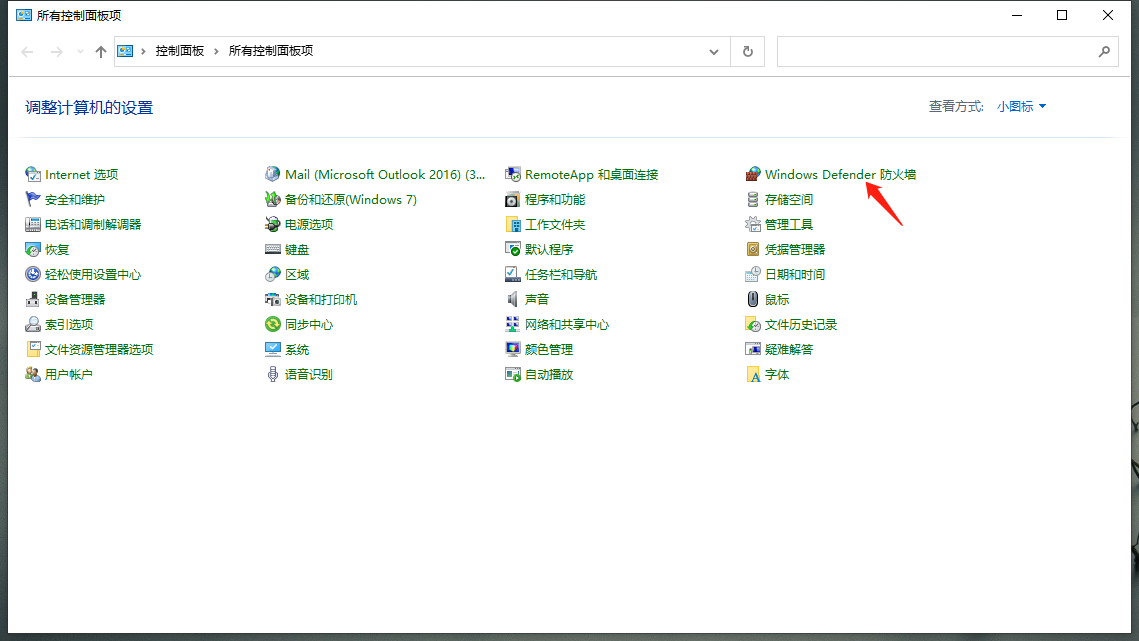 所有控制面板项
控制面板 › 所有控制面板项
调整计算机的设置
查看方式: 小图标
Internet 选项
Mail (Microsoft Outlook 2016) (3...
RemoteApp 和桌面连接
Windows Defender 防火墙
安全和维护
备份和还原(Windows 7)
程序和功能
存储空间
电话和调制解调器
电源选项
工作文件夹
管理工具
恢复
键盘
默认程序
凭据管理器
轻松使用设置中心
区域
任务栏和导航
日期和时间
设备管理器
设备和打印机
声音
鼠标
索引选项
同步中心
网络和共享中心
文件历史记录
文件资源管理器选项
系统
颜色管理
疑难解答
用户帐户
语音识别
自动播放
字体